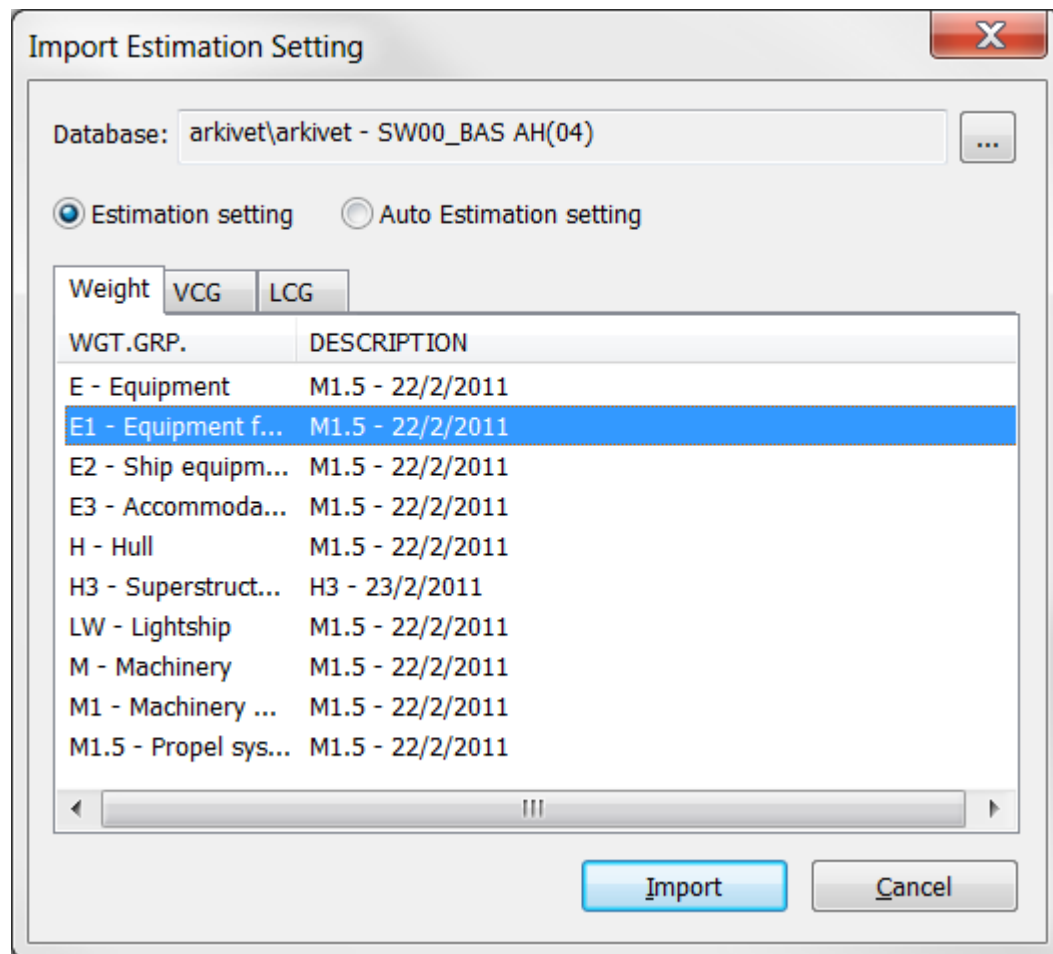 Import Estimation Setting
Database: arkivet\arkivet - SW00_BAS AH(04) ...
Estimation setting Auto Estimation setting
Weight VCG LCG
WGT.GRP. DESCRIPTION
E - Equipment M1.5 - 22/2/2011
E1 - Equipment f... M1.5 - 22/2/2011
E2 - Ship equipm... M1.5 - 22/2/2011
E3 - Accommoda... M1.5 - 22/2/2011
H - Hull M1.5 - 22/2/2011
H3 - Superstruct... H3 - 23/2/2011
LW - Lightship M1.5 - 22/2/2011
M - Machinery M1.5 - 22/2/2011
M1 - Machinery ... M1.5 - 22/2/2011
M1.5 - Propel sys... M1.5 - 22/2/2011
Import Cancel